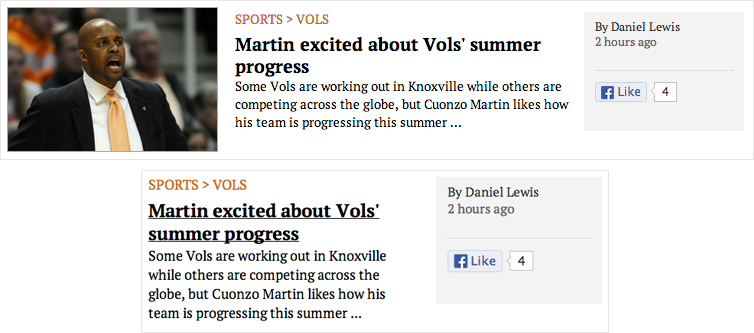 SPORTS > VOLS
Martin excited about Vols' summer
progress
Some Vols are working out in Knoxville while others are
competing across the globe, but Cuonzo Martin likes how
his team is progressing this summer ...
By Daniel Lewis
2 hours ago
Like 4
SPORTS > VOLS
Martin excited about Vols'
summer progress
Some Vols are working out in Knoxville
while others are competing across the
globe, but Cuonzo Martin likes how his
team is progressing this summer ...
By Daniel Lewis
2 hours ago
Like 4